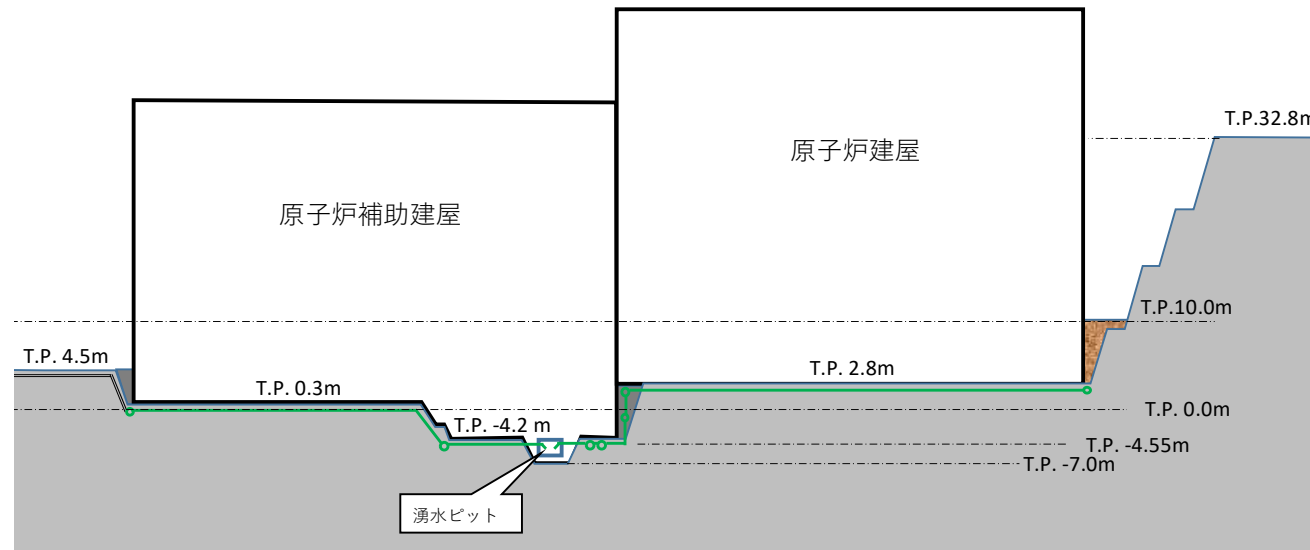 T.P.32.8m
原子炉建屋
原子炉補助建屋
T.P.10.0m
T.P. 4.5m
T.P. 2.8m
T.P. 0.3m
T.P. 0.0m
T.P. -4.2 m
T.P. -4.55m
T.P. -7.0m
湧水ピット